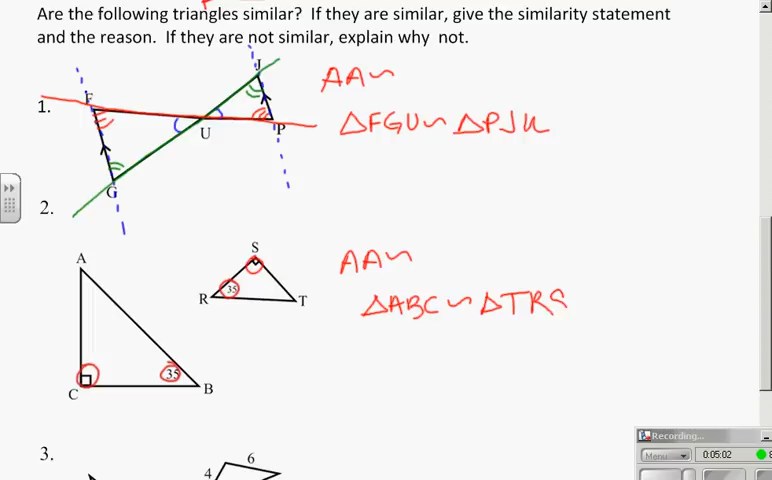 Are the following triangles similar? If they are similar, give the similarity statement
and the reason. If they are not similar, explain why not.
J
AA~
F
1.
U
P
△FGU ~ △PJU
G
2.
A
S
AA~
35
R
T
△ABC ~ △TRS
35
C
B
Recording...
Menu
0:05:02
3.
6
4